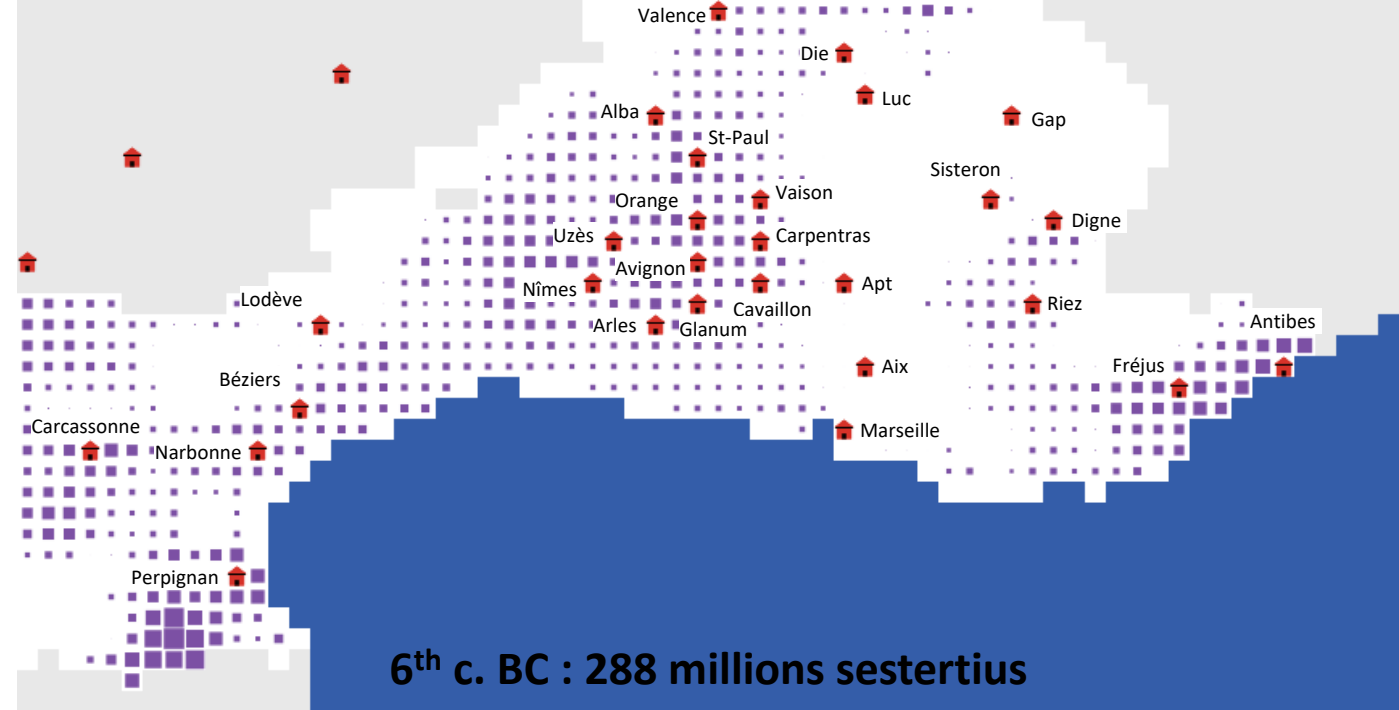 Valence
Die
Luc
Alba
Gap
St-Paul
Sisteron
Vaison
Orange
Digne
Uzès
Carpentras
Avignon
Nîmes
Apt
Lodève
Cavaillon
Riez
Arles
Glanum
Antibes
Aix
Fréjus
Béziers
Carcassonne
Narbonne
Marseille
Perpignan
6th c. BC : 288 millions sestertius